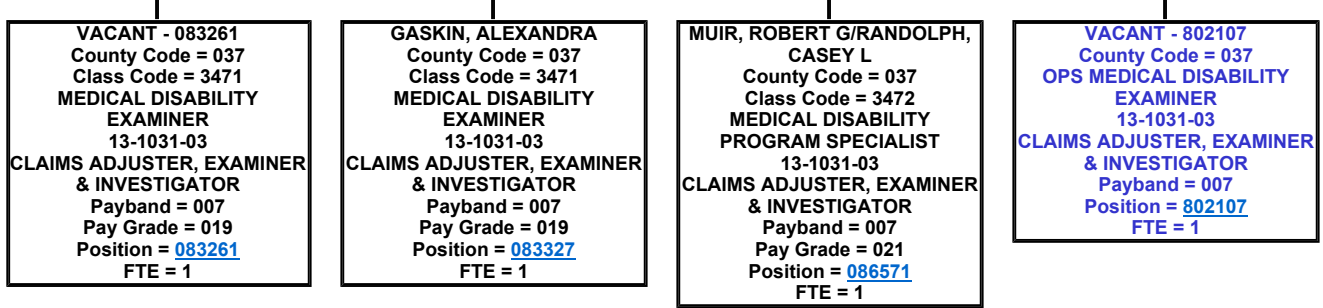 VACANT - 083261
County Code = 037
Class Code = 3471
MEDICAL DISABILITY
EXAMINER
13-1031-03
CLAIMS ADJUSTER, EXAMINER
& INVESTIGATOR
Payband = 007
Pay Grade = 019
Position = 083261
FTE = 1
GASKIN, ALEXANDRA
County Code = 037
Class Code = 3471
MEDICAL DISABILITY
EXAMINER
13-1031-03
CLAIMS ADJUSTER, EXAMINER
& INVESTIGATOR
Payband = 007
Pay Grade = 019
Position = 083327
FTE = 1
MUIR, ROBERT G/RANDOLPH,
CASEY L
County Code = 037
Class Code = 3472
MEDICAL DISABILITY
PROGRAM SPECIALIST
13-1031-03
CLAIMS ADJUSTER, EXAMINER
& INVESTIGATOR
Payband = 007
Pay Grade = 021
Position = 086571
FTE = 1
VACANT - 802107
County Code = 037
OPS MEDICAL DISABILITY
EXAMINER
13-1031-03
CLAIMS ADJUSTER, EXAMINER
& INVESTIGATOR
Payband = 007
Position = 802107
FTE = 1